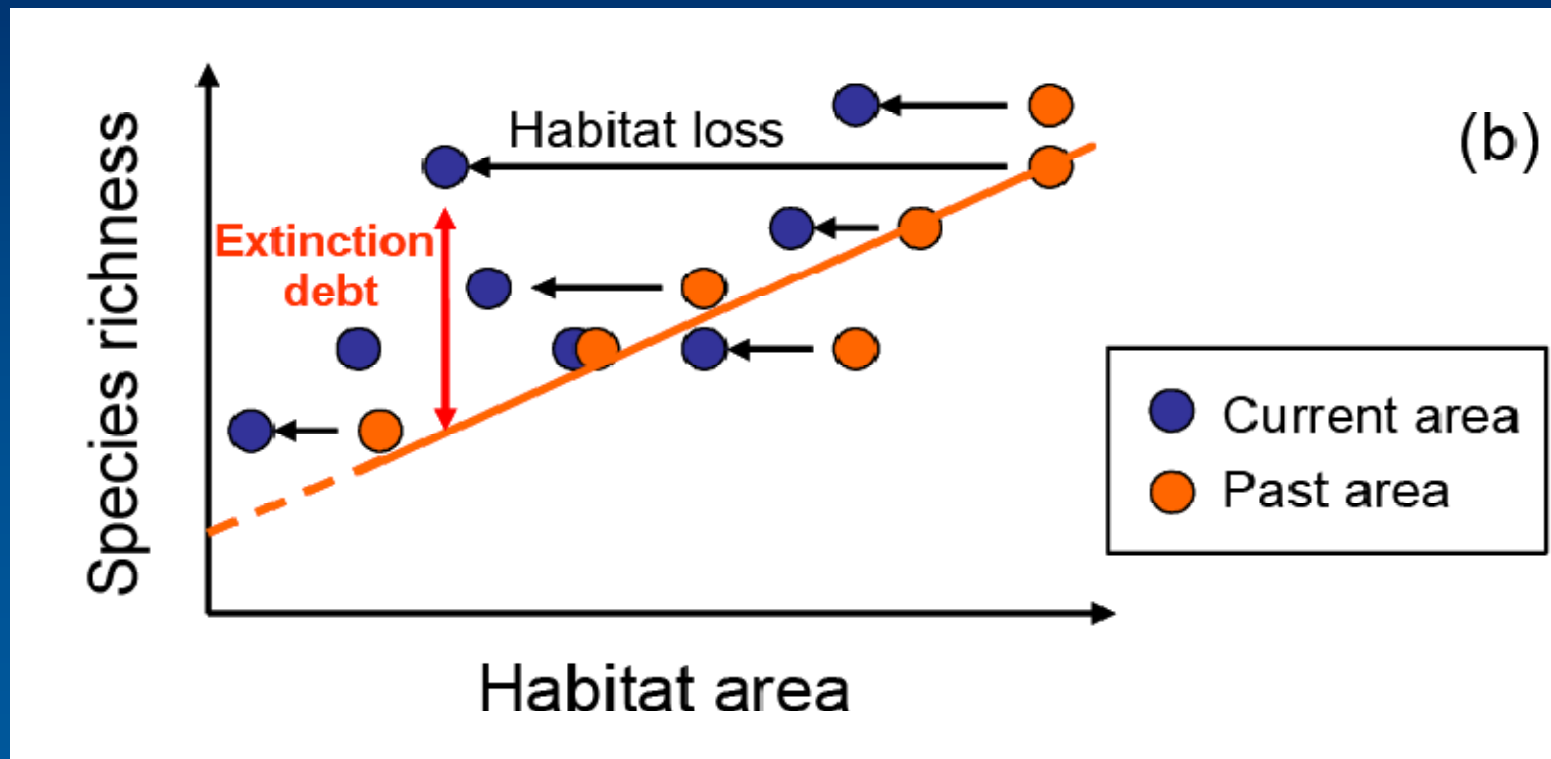 Habitat loss
(b)
Extinction
debt
Species richness
Current area
Past area
Habitat area